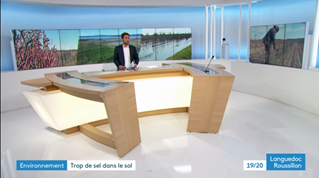 Environnement Trop de sel dans le sol
19/20
Languedoc
Roussillon